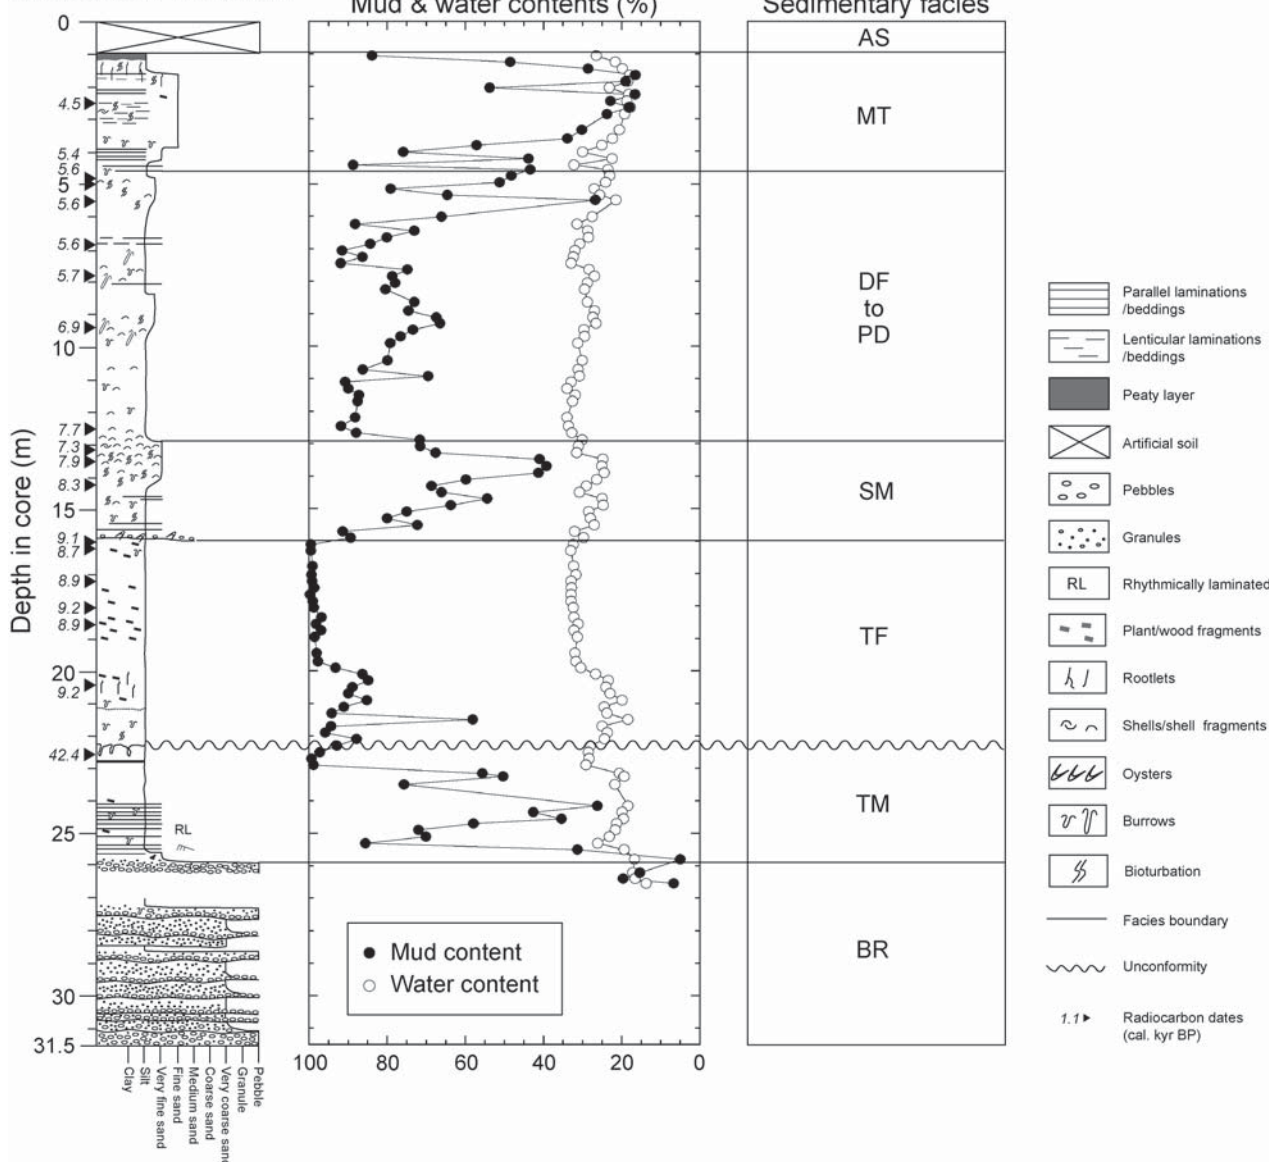 Mud & water contents (%)
Sedimentary facies
Depth in core (m)
0
5
10
15
20
25
30
31.5
4.5
5.4
5.6
5.6
5.6
5.7
6.9
7.7
7.3
7.9
8.3
9.1
8.7
8.9
9.2
8.9
9.2
42.4
RL
Clay
Silt
Very fine sand
Fine sand
Medium sand
Coarse sand
Very coarse sand
Granule
Pebble
Mud content
Water content
100
80
60
40
20
0
AS
MT
DF
to
PD
SM
TF
TM
BR
Parallel laminations
/beddings
Lenticular laminations
/beddings
Peaty layer
Artificial soil
Pebbles
Granules
RL
Rhythmically laminated
Plant/wood fragments
Rootlets
Shells/shell fragments
Oysters
Burrows
Bioturbation
Facies boundary
Unconformity
1.1
Radiocarbon dates
(cal. kyr BP)